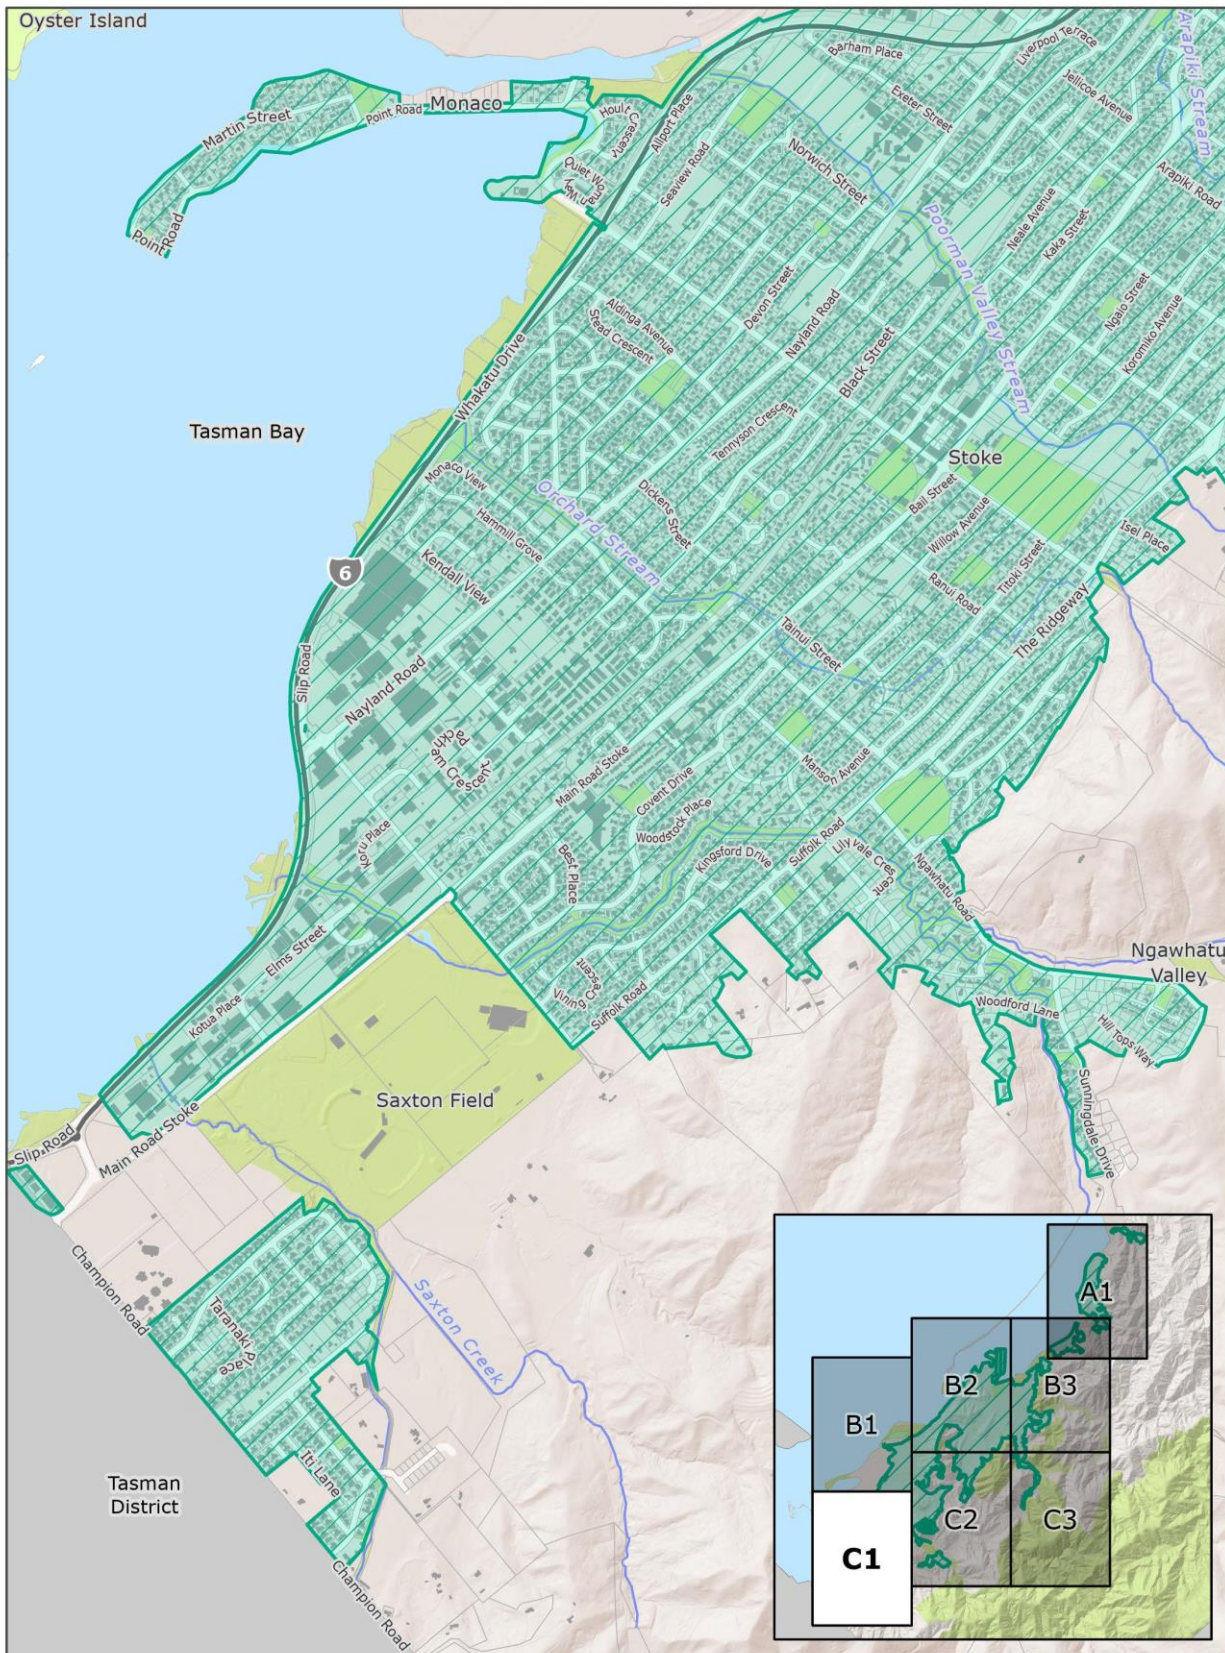 Oyster Island
Barham Place
Liverpool Terrace
Arapiki Stream
Jellicoe Avenue
Exeter Street
Monaco
Point Road
Martin Street
Hoult Crescent
Allport Place
Seaview Road
Norwich Street
Quiet Woman Way
Arapiki Road
Neale Avenue
Kaka Street
Poorman Valley Stream
Point Road
Devon Street
Ngaio Street
Aldinga Avenue
Stead Crescent
Nayland Road
Koromiko Avenue
Whakatu Drive
Black Street
Tasman Bay
Tennyson Crescent
Stoke
Monaco View
Orchard Stream
Dickens Street
Bail Street
Willow Avenue
Hammill Grove
Isel Place
Titoki Street
Kendall View
Ranui Road
6
The Ridgeway
Tainui Street
Slip Road
Nayland Road
Packham Crescent
Main Road Stoke
Manson Avenue
Covent Drive
Woodstock Place
Koru Place
Suffolk Road
Lilyvale Crescent
Best Place
Kingsford Drive
Ngawhatu Road
Elms Street
Ngawhatu
Valley
Vining Crescent
Suffolk Road
Woodford Lane
Kotua Place
Hill Tops Way
Saxton Field
Sunningdale Drive
Main Road Stoke
Slip Road
Champion Road
Taranaki Place
Saxton Creek
Iti Lane
Tasman
District
Champion Road
A1
B2
B3
B1
C2
C3
C1